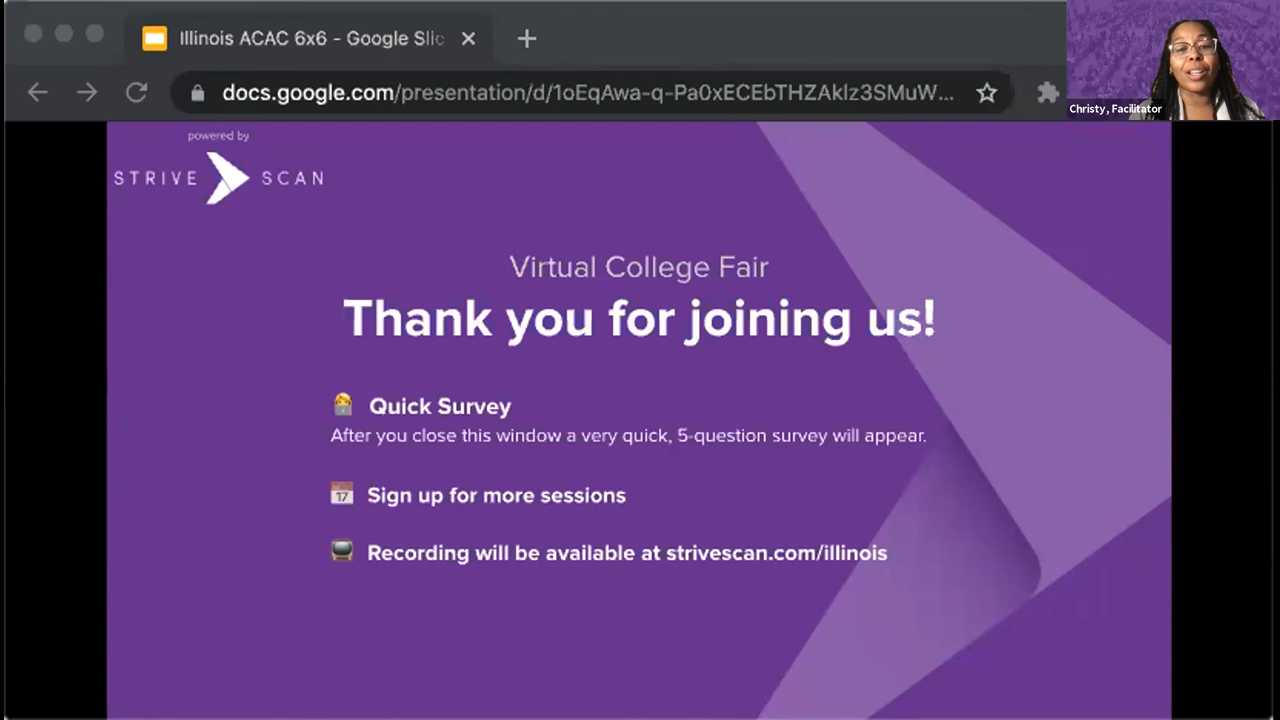 Illinois ACAC 6x6 - Google Slic
docs.google.com/presentation/d/1oEqAwa-q-Pa0xECEbTHZAklz3SMuW...
Christy, Facilitator
powered by
STRIVE SCAN
Virtual College Fair
Thank you for joining us!
Quick Survey
After you close this window a very quick, 5-question survey will appear.
17
Sign up for more sessions
Recording will be available at strivescan.com/illinois